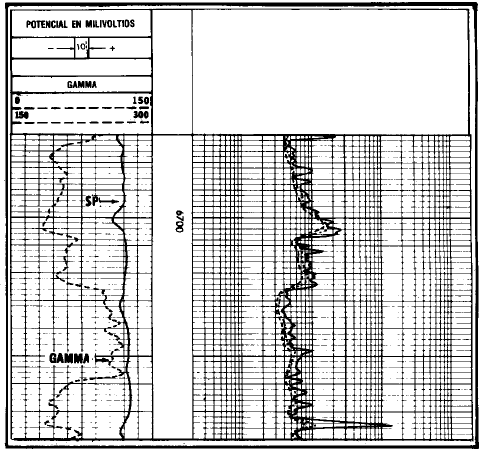 POTENCIAL EN MILIVOLTIOS
- 10 +
GAMMA
0 150
150 300
SP
6700
GAMMA